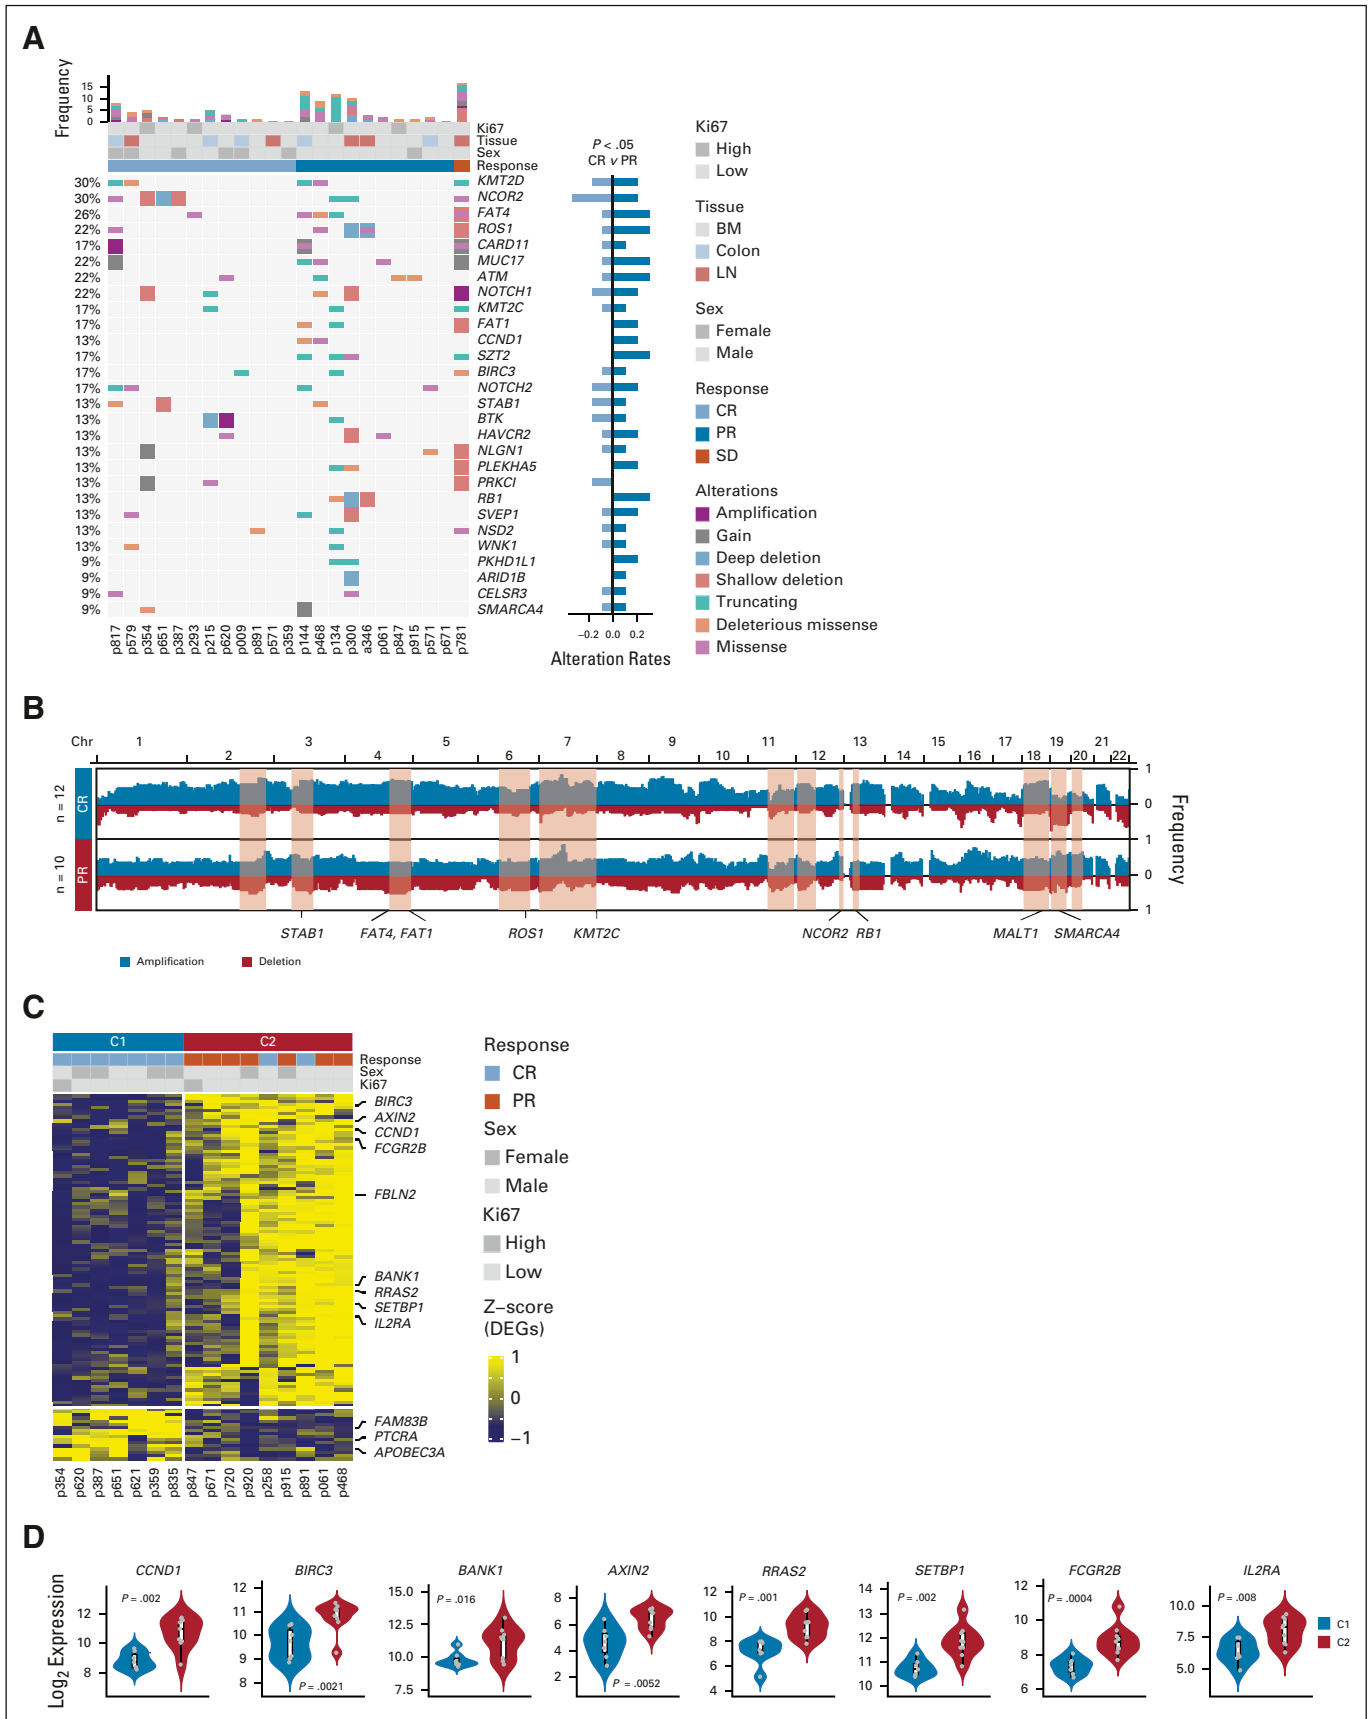 A
Frequency
15
10
5
0
Ki67
Tissue
Sex
Response
30% KMT2D
30% NCOR2
26% FAT4
22% ROS1
17% CARD11
22% MUC17
22% ATM
22% NOTCH1
17% KMT2C
17% FAT1
13% CCND1
17% SZT2
17% BIRC3
17% NOTCH2
13% STAB1
13% BTK
13% HAVCR2
13% NLGN1
13% PLEKHA5
13% PRKCI
13% RB1
13% SVEP1
13% NSD2
13% WNK1
9% PKHD1L1
9% ARID1B
9% CELSR3
9% SMARCA4
p817 p579 p354 p651 p387 p293 p215 p620 p009 p891 p571 p359 p144 p468 p134 p300 a346 p061 p847 p915 p571 p671 p781
P < .05
CR v PR
−0.2 0.0 0.2
Alteration Rates
Ki67
High
Low
Tissue
BM
Colon
LN
Sex
Female
Male
Response
CR
PR
SD
Alterations
Amplification
Gain
Deep deletion
Shallow deletion
Truncating
Deleterious missense
Missense
B
Chr 1 2 3 4 5 6 7 8 9 10 11 12 13 14 15 16 17 18 19 20 21 22
n = 12
CR
1
0
1
n = 10
PR
0
1
Frequency
STAB1 FAT4, FAT1 ROS1 KMT2C NCOR2 RB1 MALT1 SMARCA4
Amplification Deletion
C
C1 C2
Response
Sex
Ki67
BIRC3
AXIN2
CCND1
FCGR2B
FBLN2
BANK1
RRAS2
SETBP1
IL2RA
FAM83B
PTCRA
APOBEC3A
p354 p620 p387 p651 p621 p359 p835 p847 p671 p720 p920 p258 p915 p891 p061 p468
Response
CR
PR
Sex
Female
Male
Ki67
High
Low
Z−score
(DEGs)
1
0
−1
D
Log2 Expression
CCND1
P = .002
12
10
8
BIRC3
12
11
10
9
8
P = .0021
BANK1
15.0
P = .016
12.5
10.0
7.5
AXIN2
8
6
4
2
P = .0052
RRAS2
12
P = .001
10
8
6
4
SETBP1
14
P = .002
13
12
11
10
FCGR2B
12
P = .0004
10
8
6
IL2RA
P = .008
10.0
7.5
5.0
C1
C2